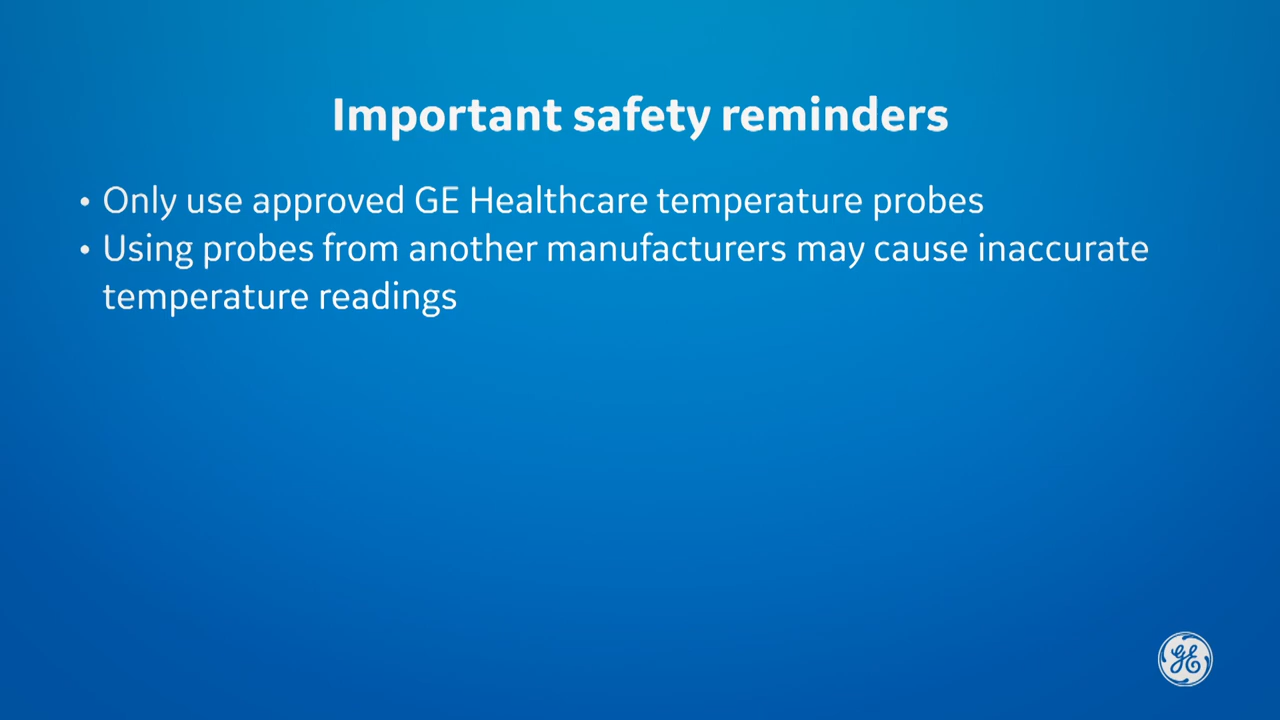 Important safety reminders
• Only use approved GE Healthcare temperature probes
• Using probes from another manufacturers may cause inaccurate
temperature readings
GE